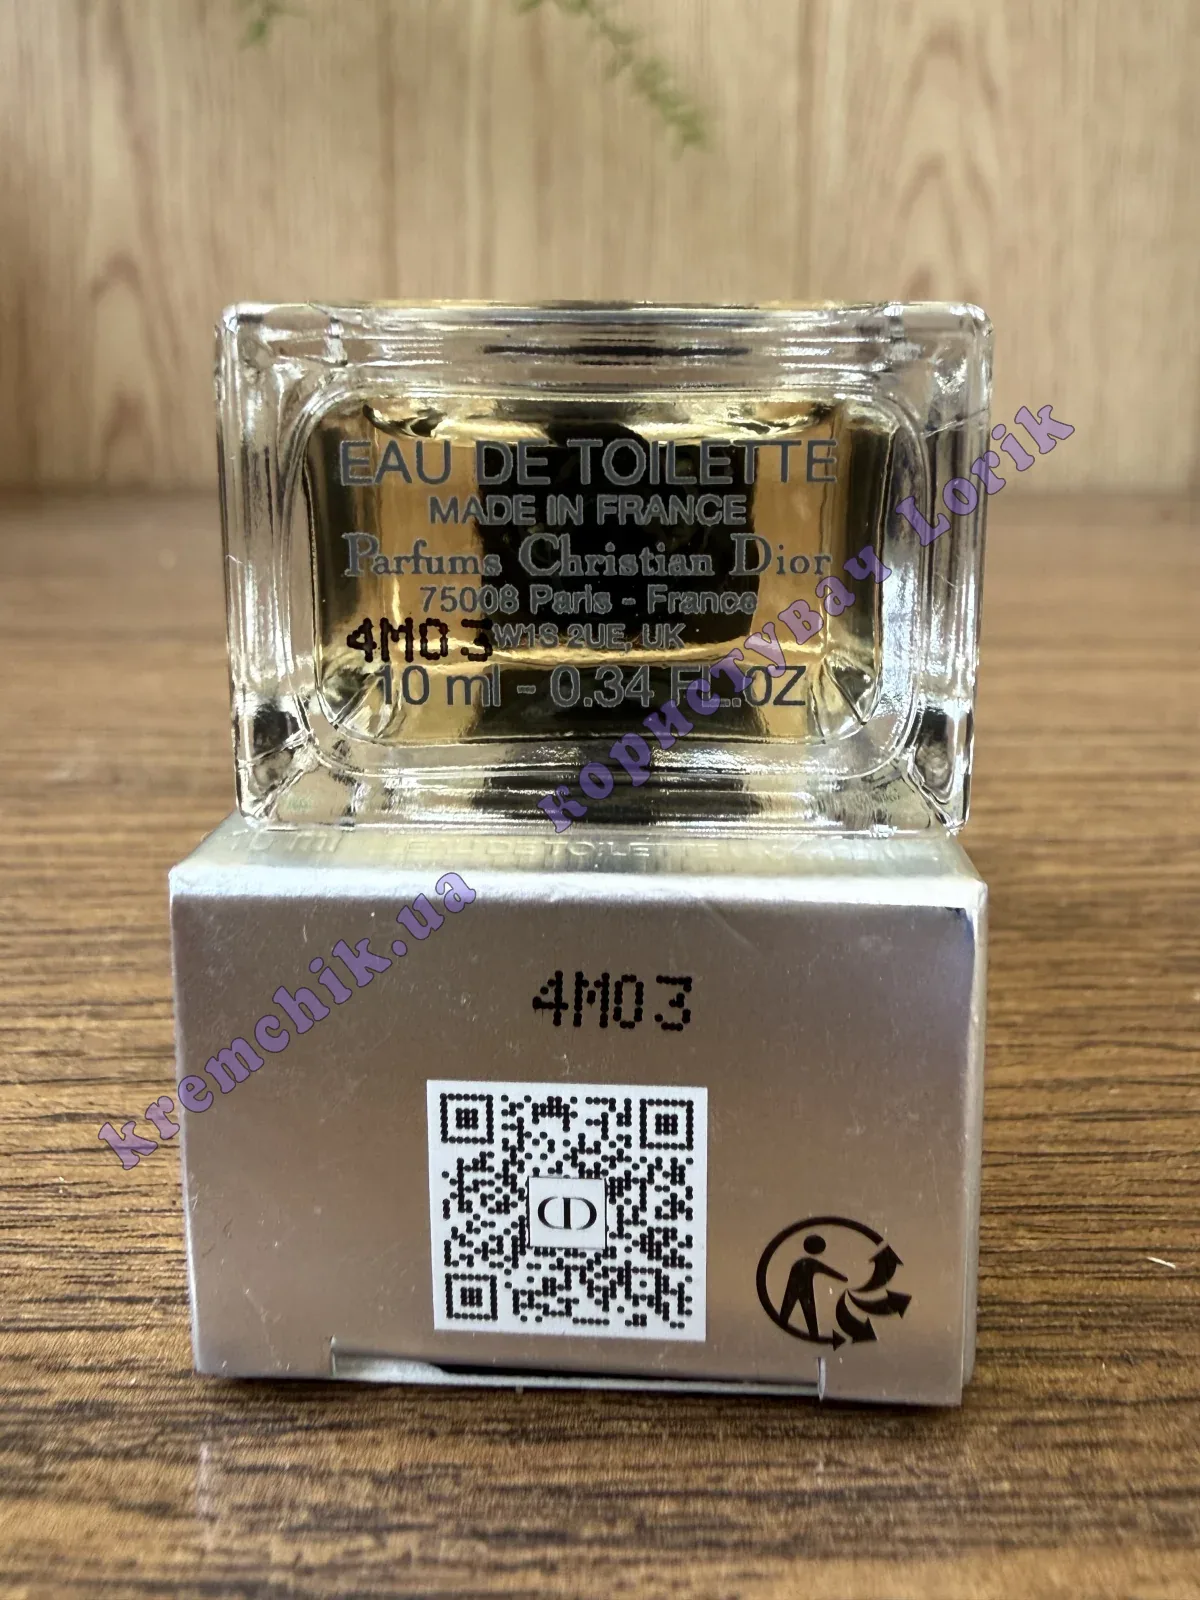 EAU DE TOILETTE
MADE IN FRANCE
Parfums Christian Dior
75008 Paris - France
W1S 2UE, UK
4M03
10 ml - 0.34 FL.OZ
користувач Lorik
kremchik.ua
4M03
CD